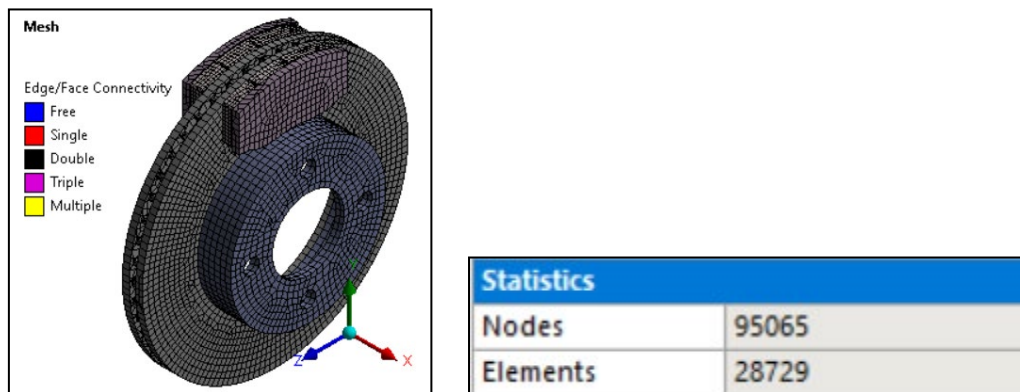 Mesh
Edge/Face Connectivity
Free
Single
Double
Triple
Multiple
Y
Z
X
Statistics
Nodes 95065
Elements 28729